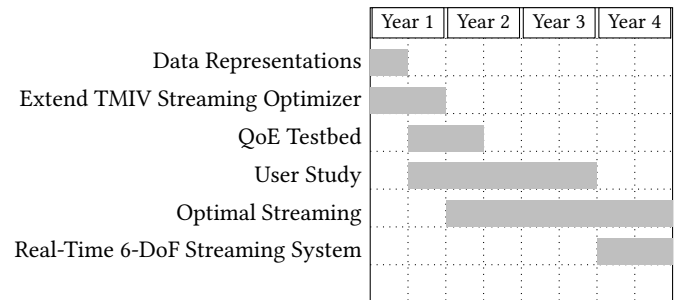 Year 1 Year 2 Year 3 Year 4
Data Representations
Extend TMIV Streaming Optimizer
QoE Testbed
User Study
Optimal Streaming
Real-Time 6-DoF Streaming System